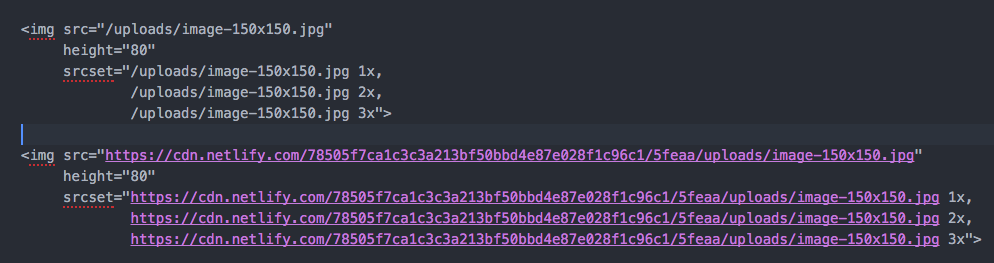 <img src="/uploads/image-150x150.jpg"
height="80"
srcset="/uploads/image-150x150.jpg 1x,
/uploads/image-150x150.jpg 2x,
/uploads/image-150x150.jpg 3x">
<img src="https://cdn.netlify.com/78505f7ca1c3c3a213bf50bbd4e87e028f1c96c1/5feaa/uploads/image-150x150.jpg"
height="80"
srcset="https://cdn.netlify.com/78505f7ca1c3c3a213bf50bbd4e87e028f1c96c1/5feaa/uploads/image-150x150.jpg 1x,
https://cdn.netlify.com/78505f7ca1c3c3a213bf50bbd4e87e028f1c96c1/5feaa/uploads/image-150x150.jpg 2x,
https://cdn.netlify.com/78505f7ca1c3c3a213bf50bbd4e87e028f1c96c1/5feaa/uploads/image-150x150.jpg 3x">